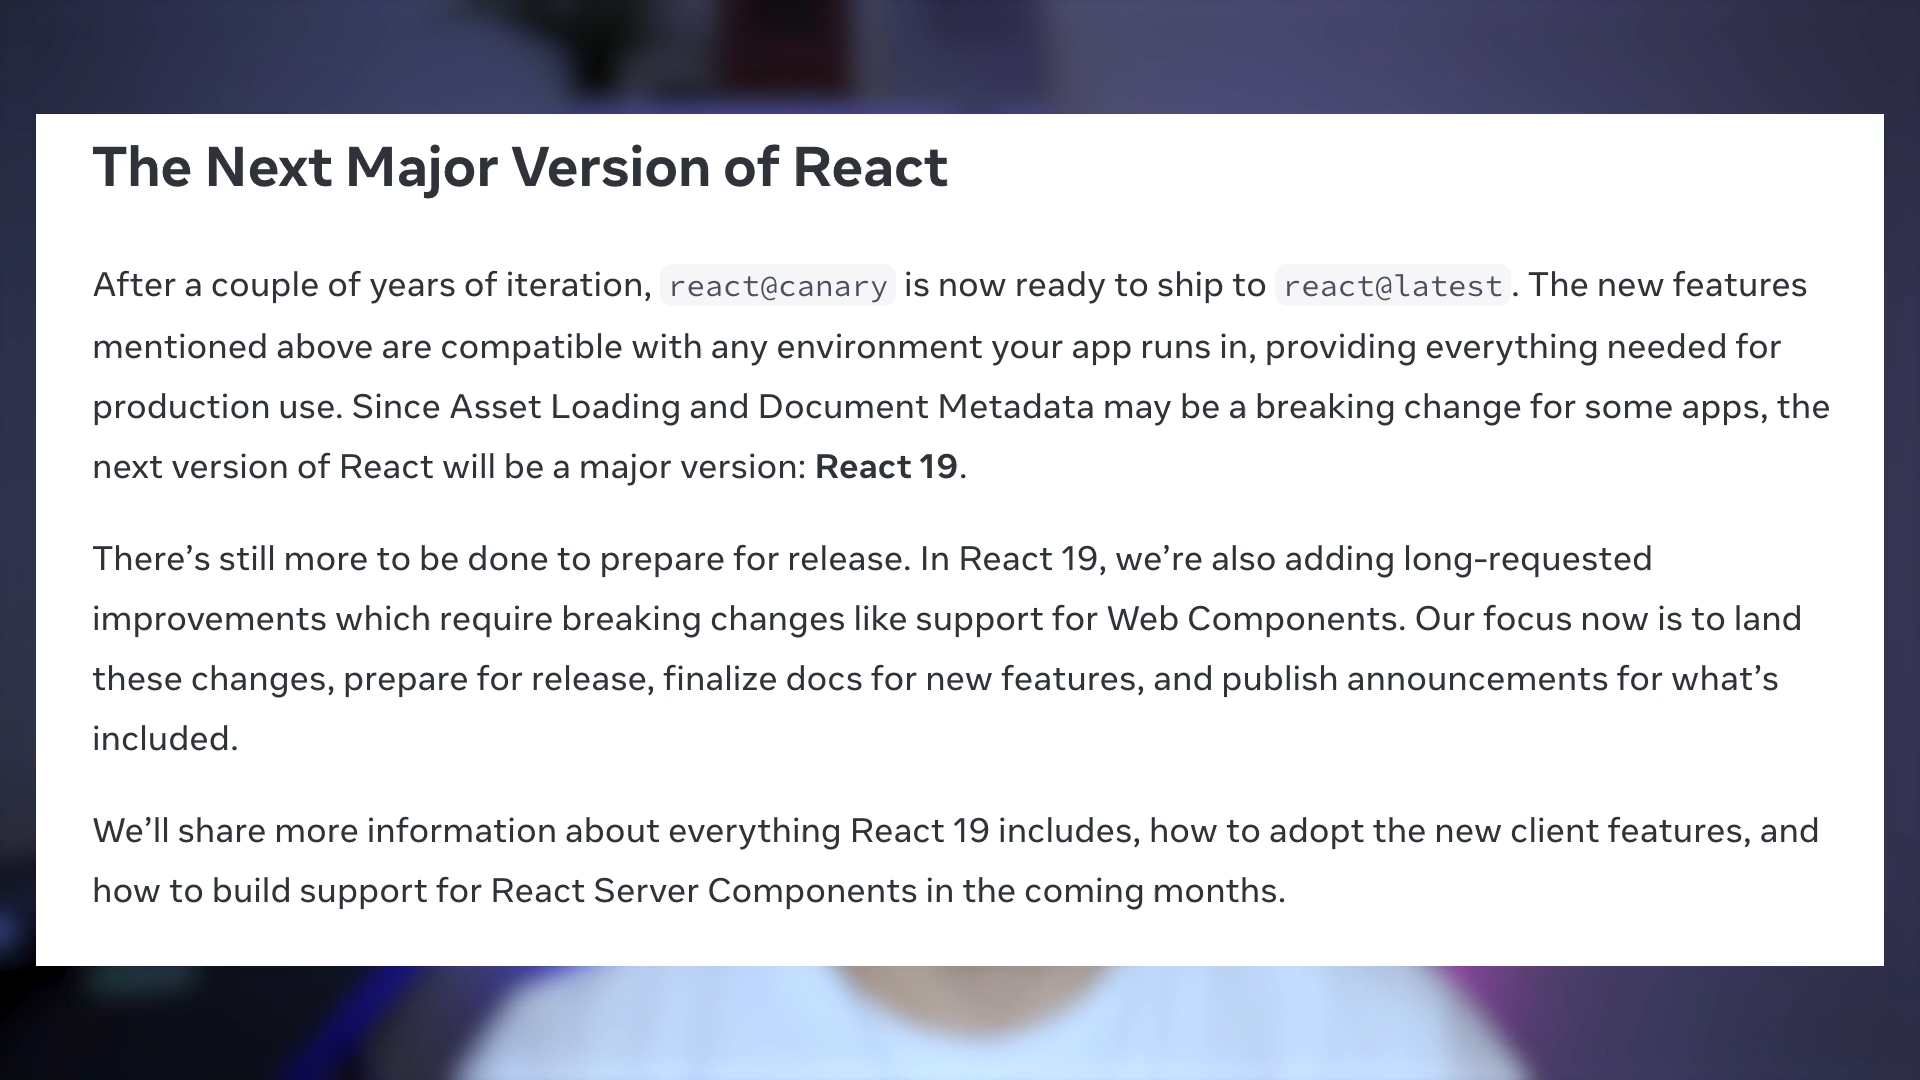 The Next Major Version of React
After a couple of years of iteration, react@canary is now ready to ship to react@latest. The new features
mentioned above are compatible with any environment your app runs in, providing everything needed for
production use. Since Asset Loading and Document Metadata may be a breaking change for some apps, the
next version of React will be a major version: React 19.
There’s still more to be done to prepare for release. In React 19, we’re also adding long-requested
improvements which require breaking changes like support for Web Components. Our focus now is to land
these changes, prepare for release, finalize docs for new features, and publish announcements for what’s
included.
We’ll share more information about everything React 19 includes, how to adopt the new client features, and
how to build support for React Server Components in the coming months.